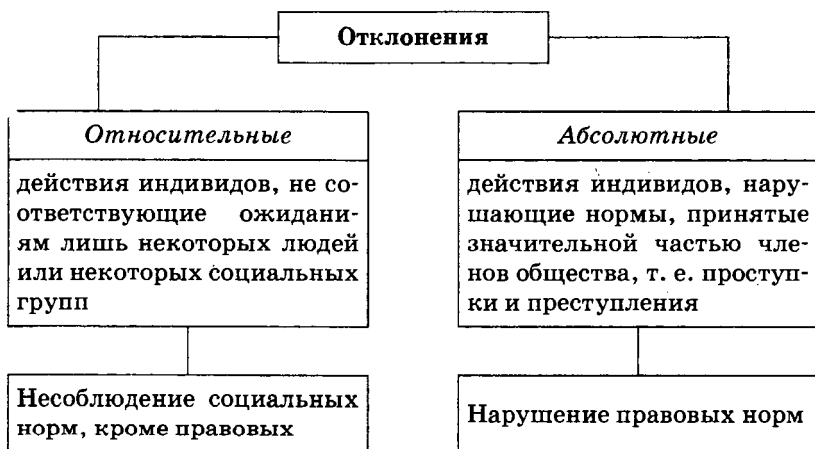 Отклонения
Относительные
действия индивидов, не со-
ответствующие ожидани-
ям лишь некоторых людей
или некоторых социальных
групп
Несоблюдение социальных
норм, кроме правовых
Абсолютные
действия индивидов, нару-
шающие нормы, принятые
значительной частью чле-
нов общества, т. е. проступ-
ки и преступления
Нарушение правовых норм